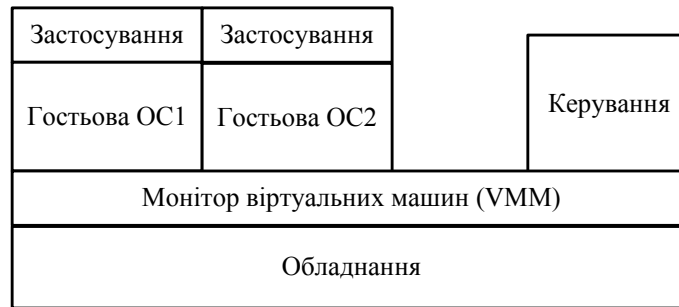 Застосування Застосування
Гостьова ОС1 Гостьова ОС2 Керування
Монітор віртуальних машин (VMM)
Обладнання